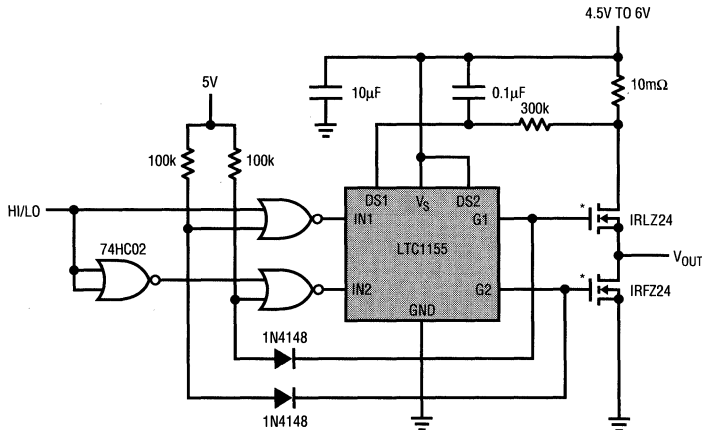 4.5V TO 6V
5V
10µF
0.1µF
10mΩ
300k
100k
100k
HI/LO
DS1
VS
DS2
*
IRLZ24
74HC02
IN1
G1
LTC1155
VOUT
*
IN2
G2
IRFZ24
GND
1N4148
1N4148